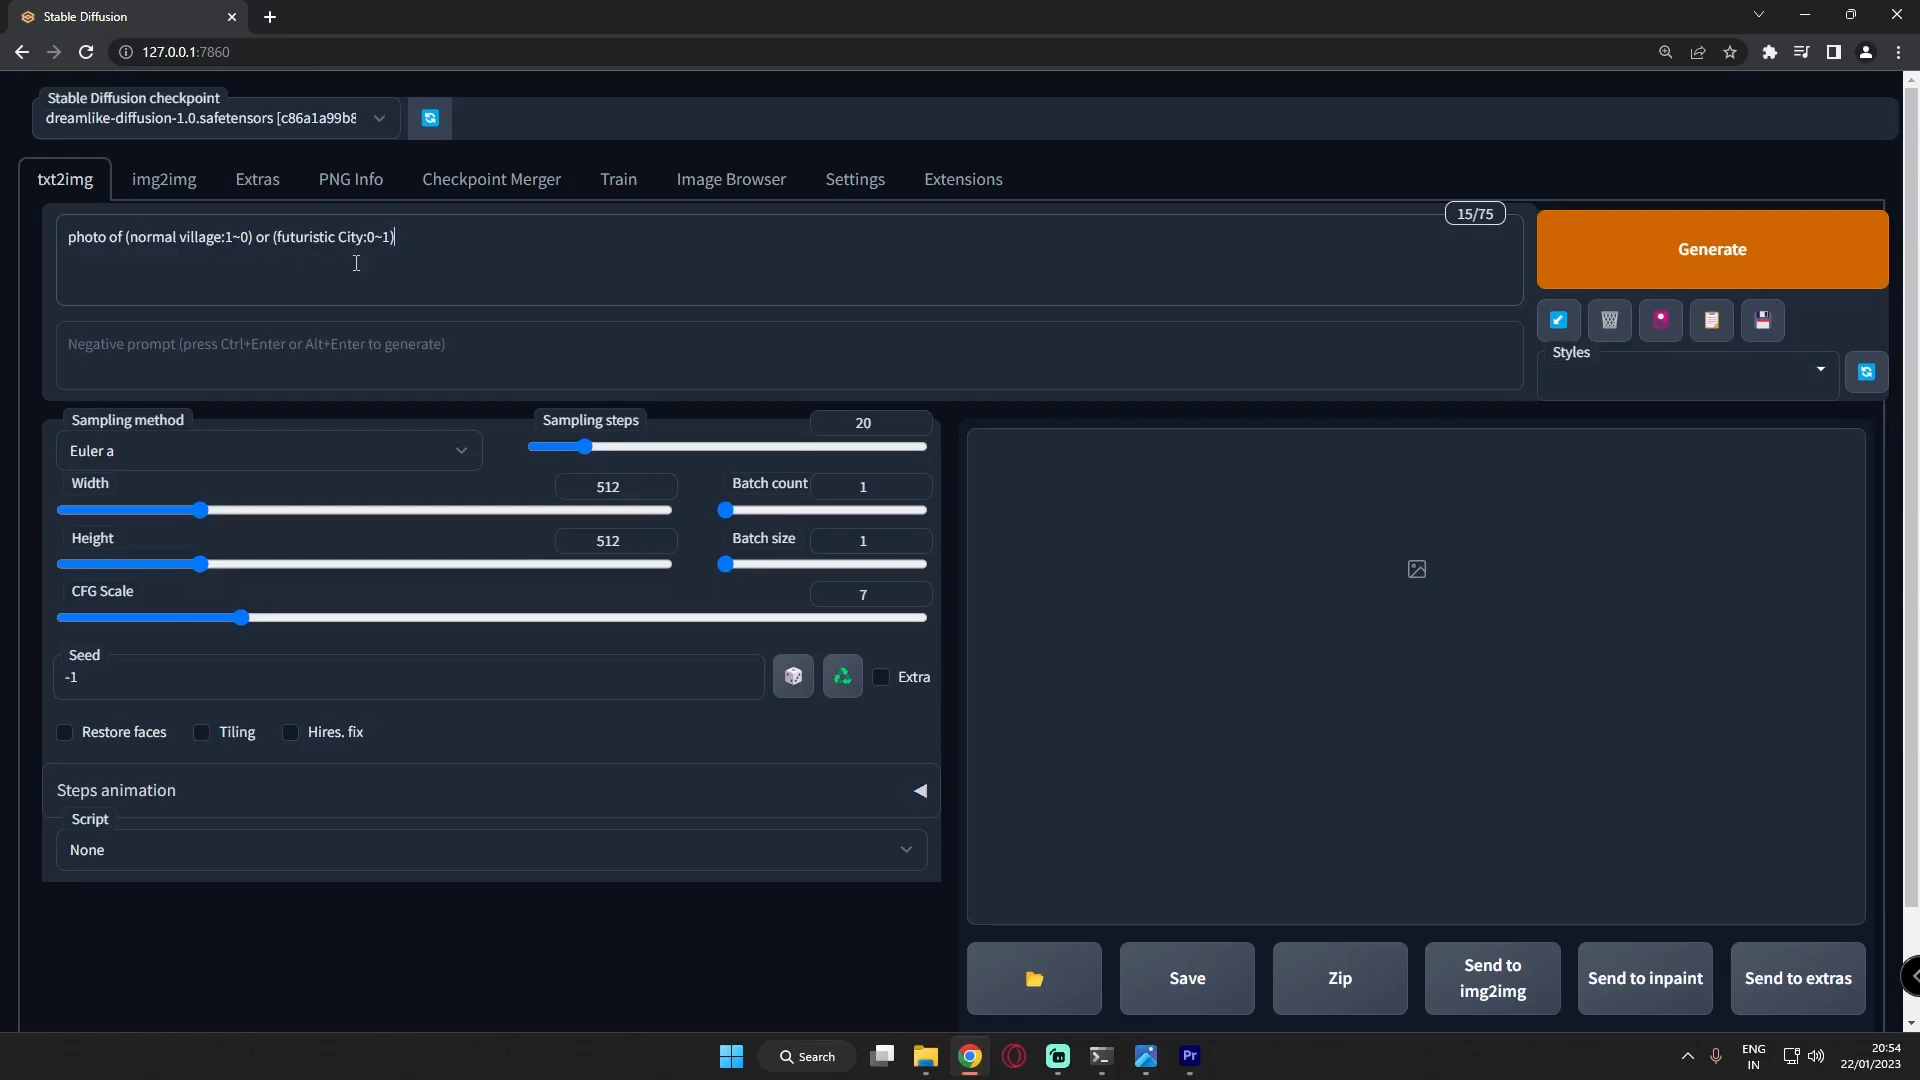 Stable Diffusion
127.0.0.1:7860
Stable Diffusion checkpoint
dreamlike-diffusion-1.0.safetensors [c86a1a99b8
txt2img img2img Extras PNG Info Checkpoint Merger Train Image Browser Settings Extensions
15/75
photo of (normal village:1~0) or (futuristic City:0~1)
Generate
Negative prompt (press Ctrl+Enter or Alt+Enter to generate)
Styles
Sampling method
Euler a
Sampling steps 20
Width 512
Batch count 1
Height 512
Batch size 1
CFG Scale 7
Seed
-1
Extra
Restore faces Tiling Hires. fix
Steps animation
Script
None
Save
Zip
Send to
img2img
Send to inpaint
Send to extras
Search
Pr
ENG
IN
20:54
22/01/2023